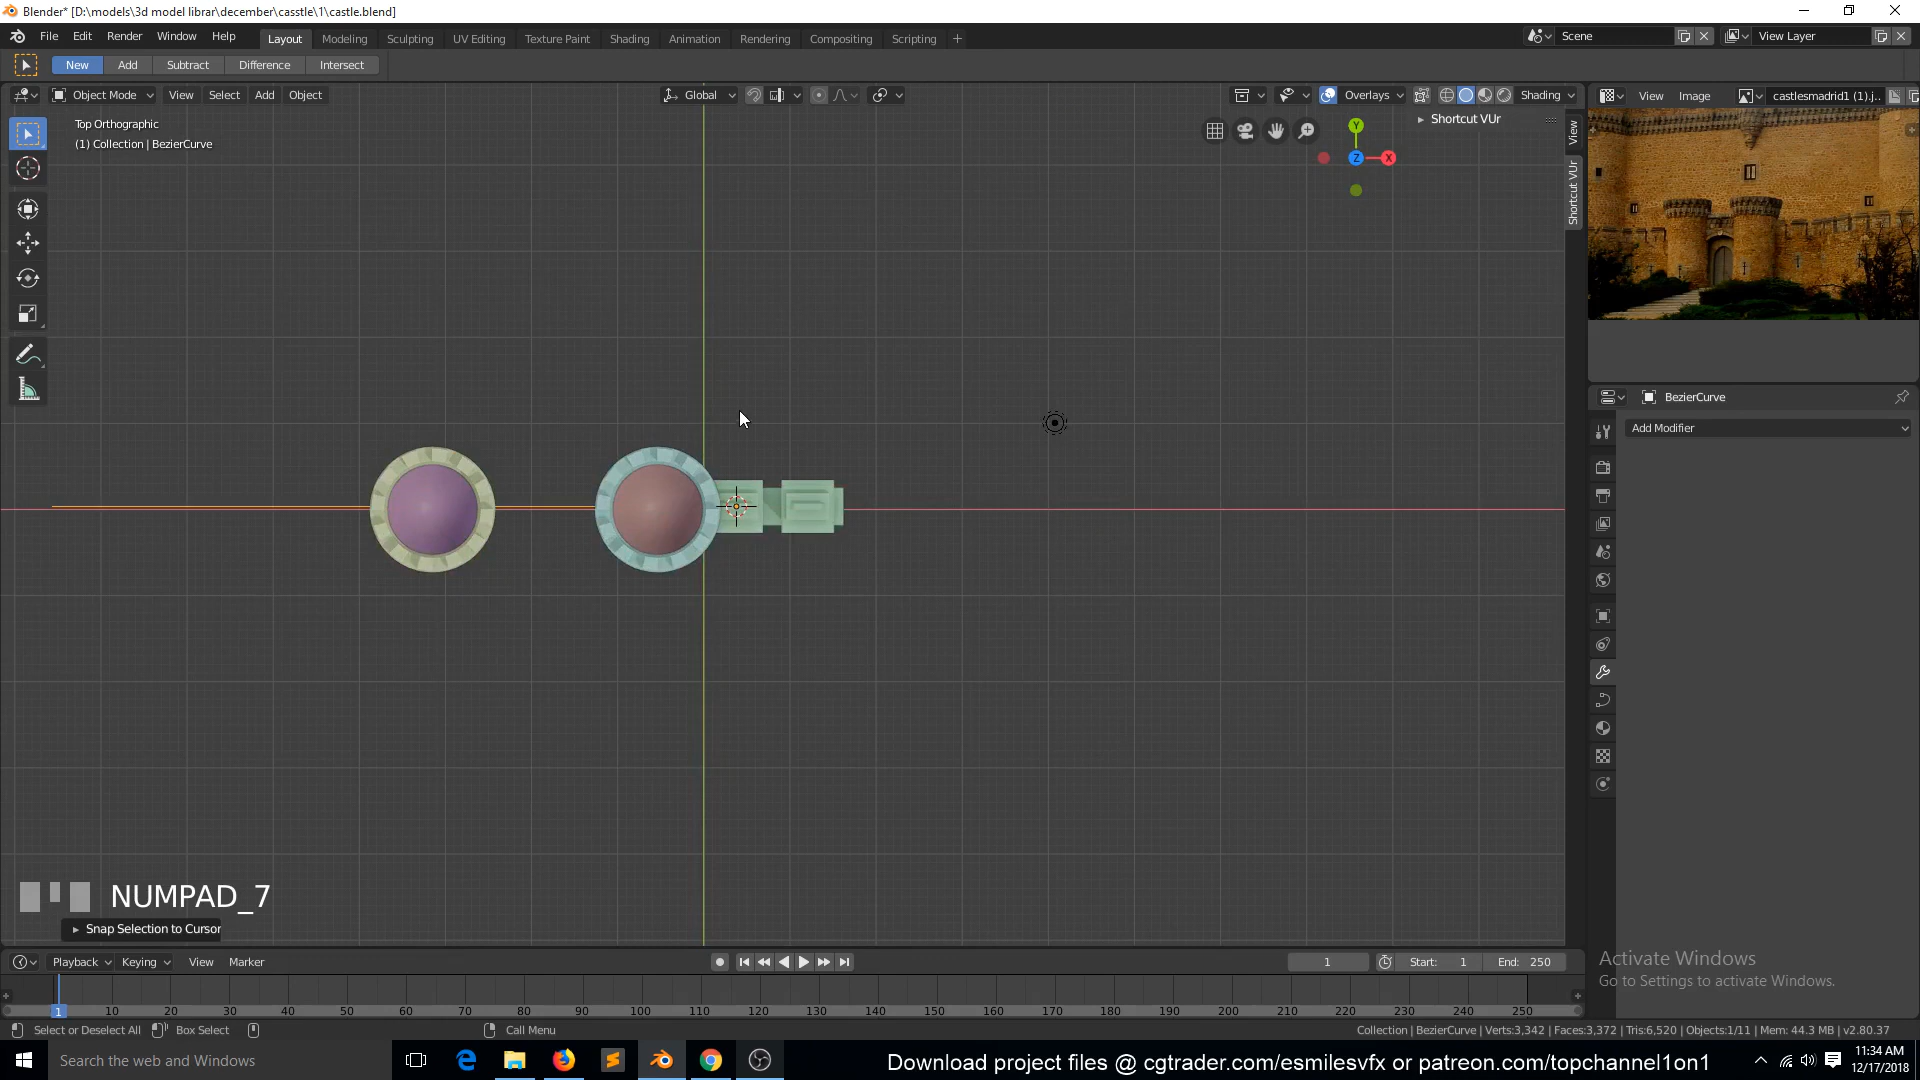 Blender* [D:\models\3d model librar\december\casstle\1\castle.blend]
File Edit Render Window Help Layout Modeling Sculpting UV Editing Texture Paint Shading Animation Rendering Compositing Scripting + Scene View Layer
New Add Subtract Difference Intersect
Object Mode View Select Add Object Global Overlays Shading View Image castlesmadrid1 (1).j..
Top Orthographic
(1) Collection | BezierCurve
Shortcut VUr
Y
X
Z
View
Shortcut VUr
BezierCurve
Add Modifier
NUMPAD_7
Snap Selection to Cursor
Activate Windows
Go to Settings to activate Windows.
Playback Keying View Marker 1 Start: 1 End: 250
1 10 20 30 40 50 60 70 80 90 100 110 120 130 140 150 160 170 180 190 200 210 220 230 240 250
Select or Deselect All Box Select Call Menu Collection | BezierCurve | Verts:3,342 | Faces:3,372 | Tris:6,520 | Objects:1/11 | Mem: 44.3 MB | v2.80.37
Search the web and Windows
Download project files @ cgtrader.com/esmilesvfx or patreon.com/topchannel1on1
11:34 AM
12/17/2018